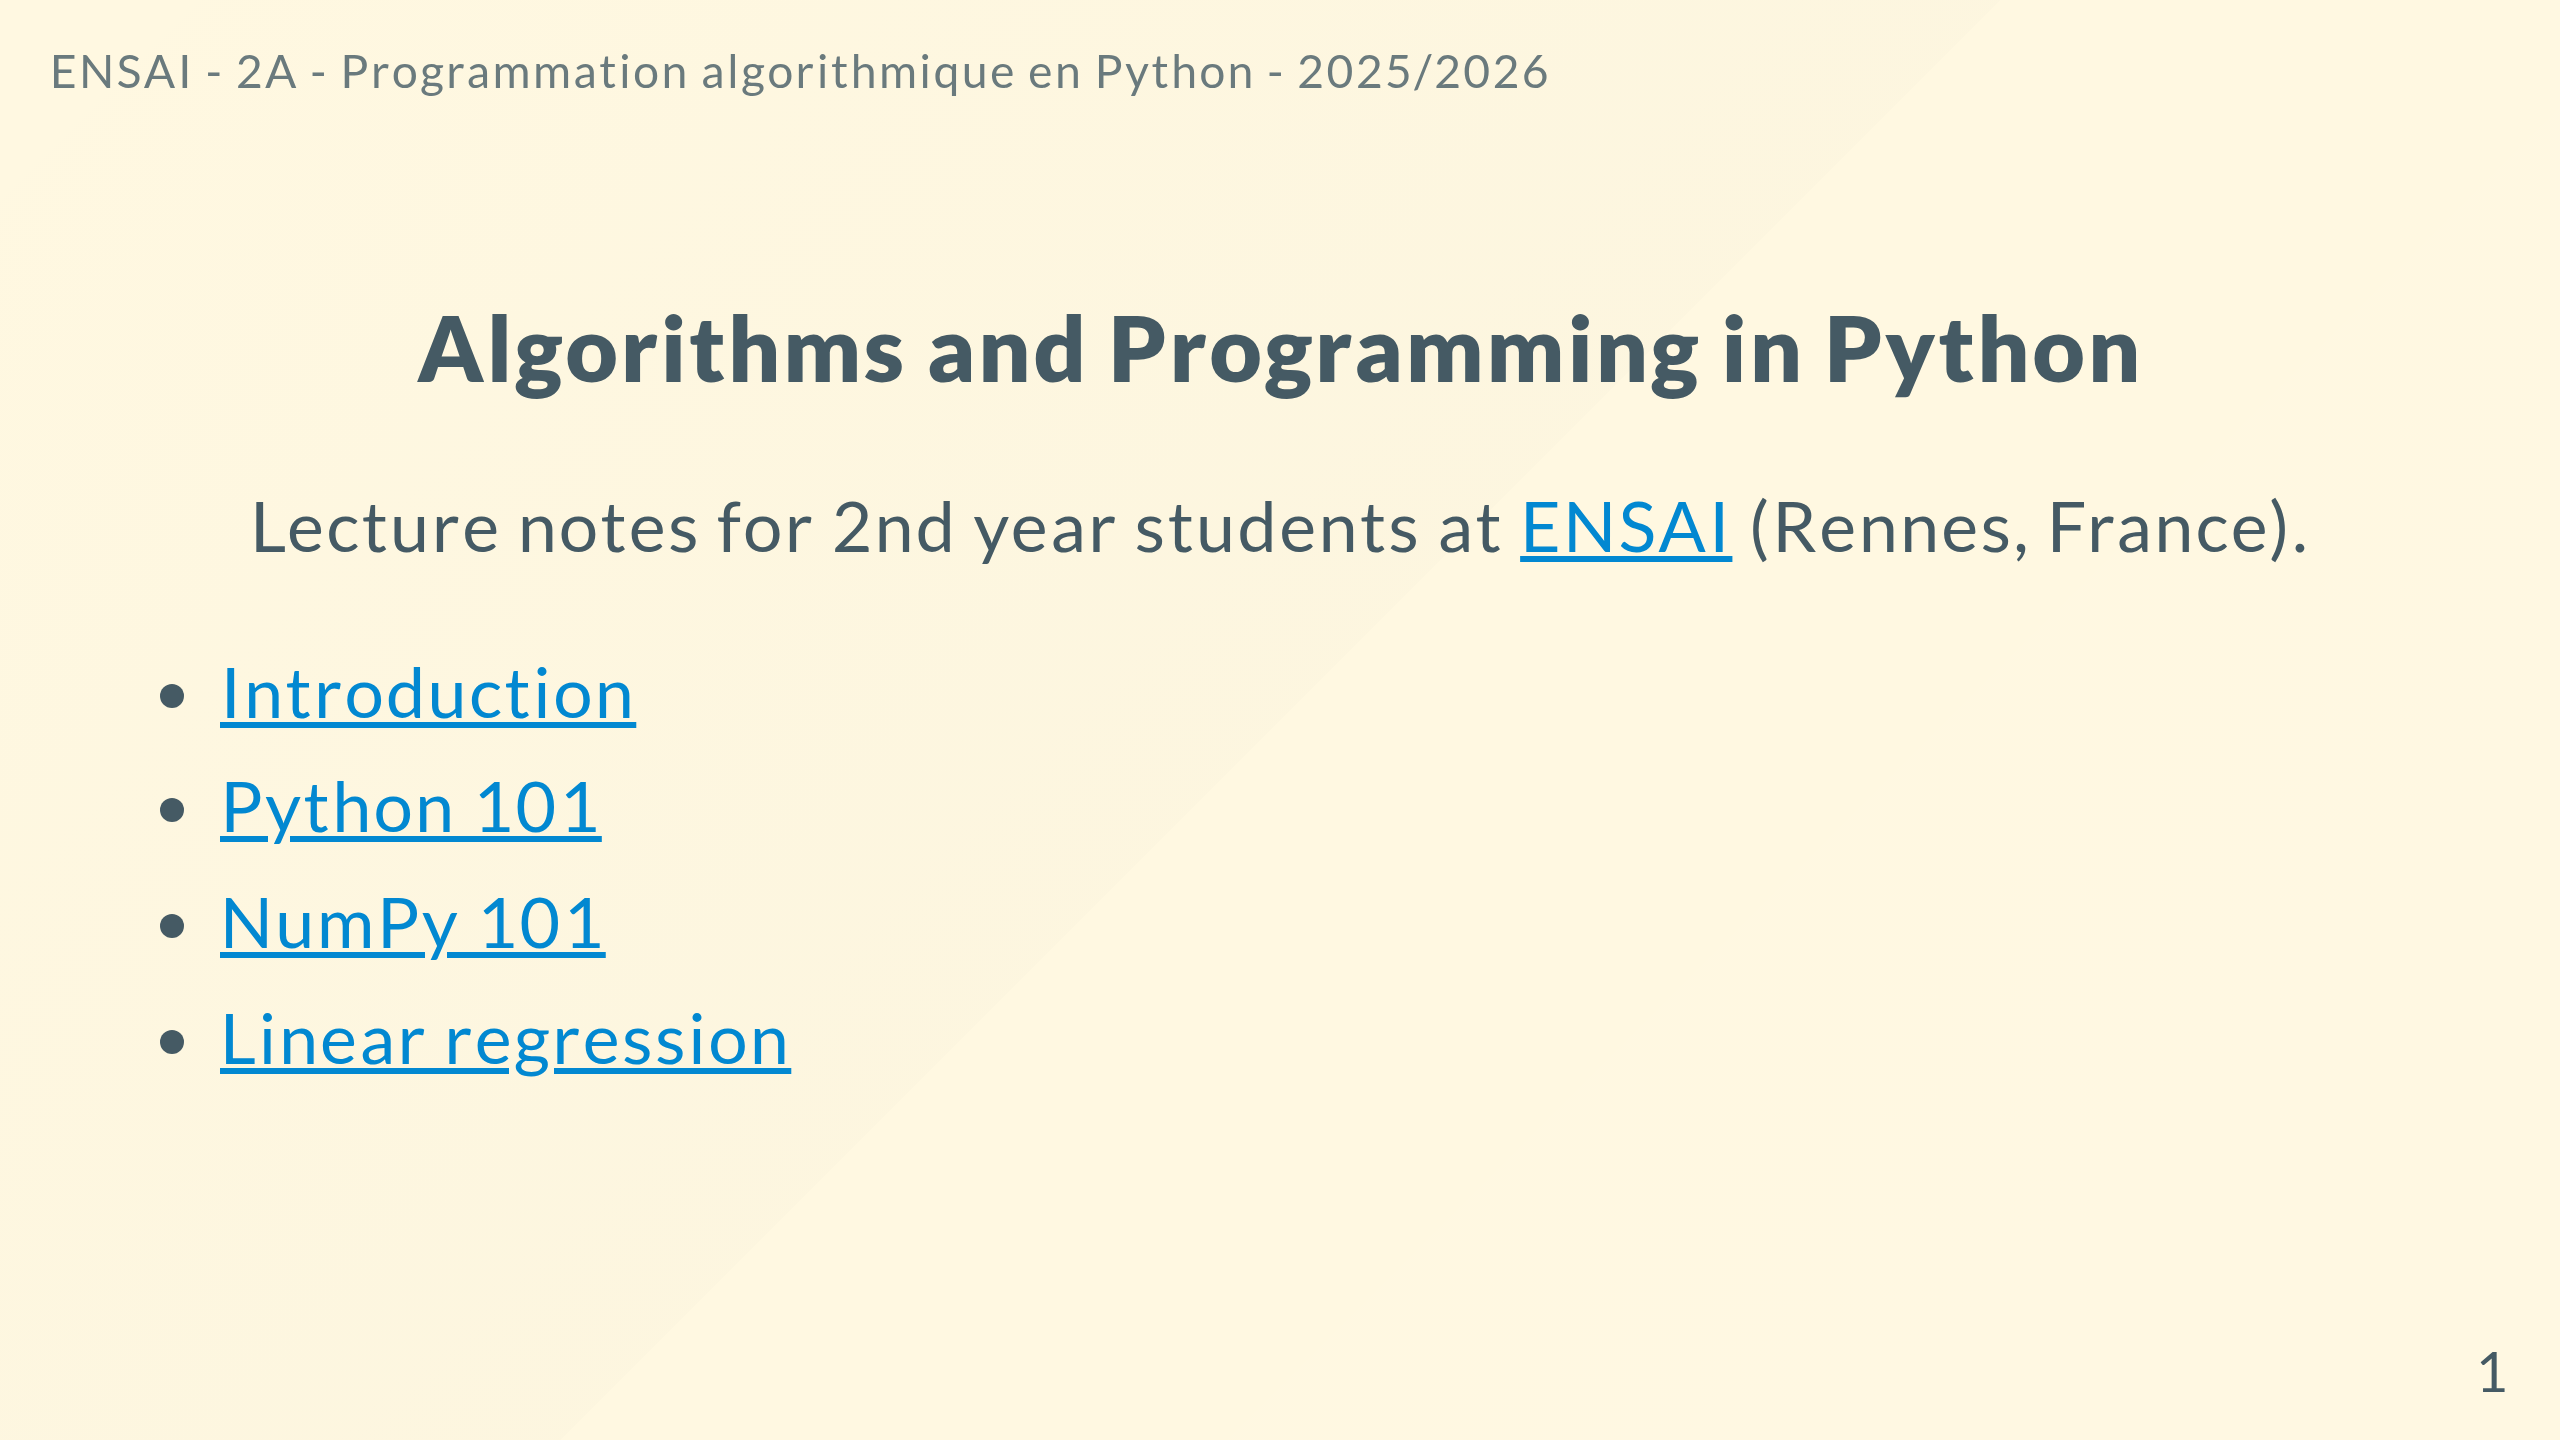 ENSAI - 2A - Programmation algorithmique en Python - 2025/2026
Algorithms and Programming in Python
Lecture notes for 2nd year students at ENSAI (Rennes, France).
• Introduction
• Python 101
• NumPy 101
• Linear regression
1